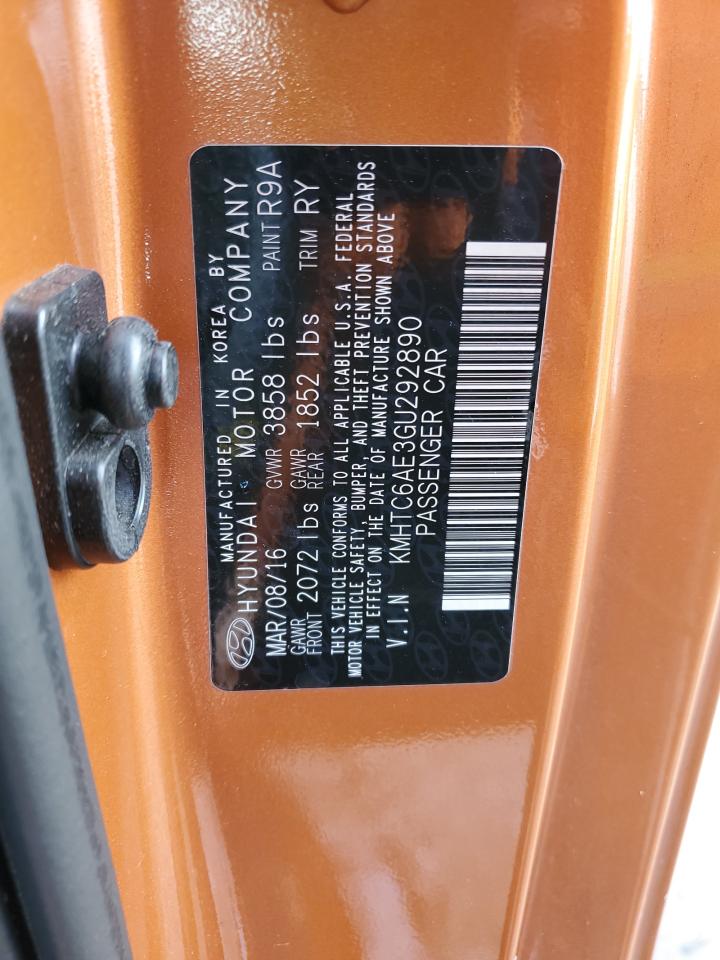 MANUFACTURED IN KOREA BY
HYUNDAI MOTOR COMPANY
MAR/08/16 GVWR 3858 lbs PAINT R9A
GAWR FRONT 2072 lbs GAWR REAR 1852 lbs TRIM RY
THIS VEHICLE CONFORMS TO ALL APPLICABLE U.S.A. FEDERAL
MOTOR VEHICLE SAFETY, BUMPER, AND THEFT PREVENTION STANDARDS
IN EFFECT ON THE DATE OF MANUFACTURE SHOWN ABOVE
V.I.N KMHTC6AE3GU292890
PASSENGER CAR